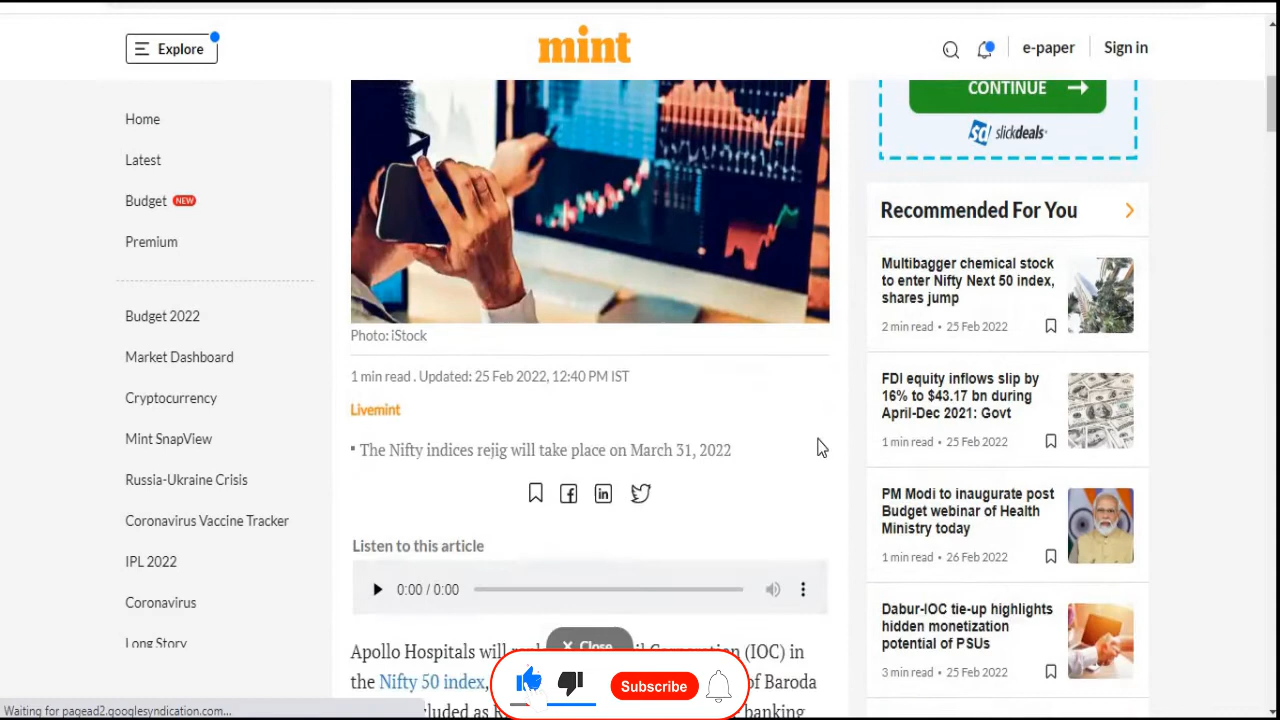 Explore
mint
e-paper
Sign in
Home
Latest
Budget NEW
Premium
Budget 2022
Market Dashboard
Cryptocurrency
Mint SnapView
Russia-Ukraine Crisis
Coronavirus Vaccine Tracker
IPL 2022
Coronavirus
Long Story
Photo: iStock
1 min read . Updated: 25 Feb 2022, 12:40 PM IST
Livemint
The Nifty indices rejig will take place on March 31, 2022
Listen to this article
0:00 / 0:00
Close
Apollo Hospitals will (IOC) in
the Nifty 50 index, of Baroda
banking
Subscribe
CONTINUE
sd slickdeals
Recommended For You
Multibagger chemical stock
to enter Nifty Next 50 index,
shares jump
2 min read • 25 Feb 2022
FDI equity inflows slip by
16% to $43.17 bn during
April-Dec 2021: Govt
1 min read • 25 Feb 2022
PM Modi to inaugurate post
Budget webinar of Health
Ministry today
1 min read • 26 Feb 2022
Dabur-IOC tie-up highlights
hidden monetization
potential of PSUs
3 min read • 25 Feb 2022
Waiting for pagead2.googlesyndication.com...